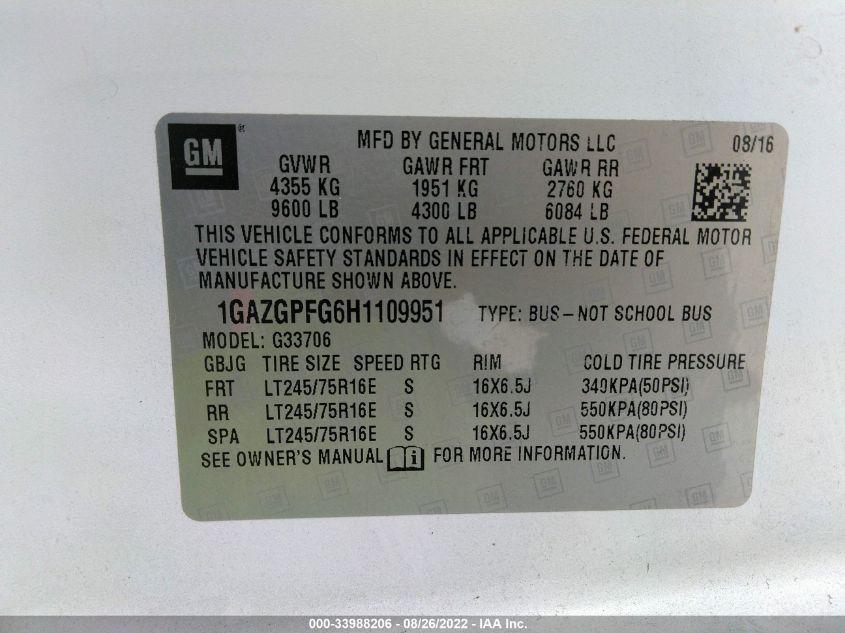 GM ® MFD BY GENERAL MOTORS LLC 08/16
GVWR GAWR FRT GAWR RR
4355 KG 1951 KG 2760 KG
9600 LB 4300 LB 6084 LB
THIS VEHICLE CONFORMS TO ALL APPLICABLE U.S. FEDERAL MOTOR
VEHICLE SAFETY STANDARDS IN EFFECT ON THE DATE OF
MANUFACTURE SHOWN ABOVE.
1GAZGPFG6H1109951 TYPE: BUS-NOT SCHOOL BUS
MODEL: G33706
GBJG TIRE SIZE SPEED RTG RIM COLD TIRE PRESSURE
FRT LT245/75R16E S 16X6.5J 340KPA(50PSI)
RR LT245/75R16E S 16X6.5J 550KPA(80PSI)
SPA LT245/75R16E S 16X6.5J 550KPA(80PSI)
SEE OWNER'S MANUAL i FOR MORE INFORMATION.
000-33988206 - 08/26/2022 - IAA Inc.